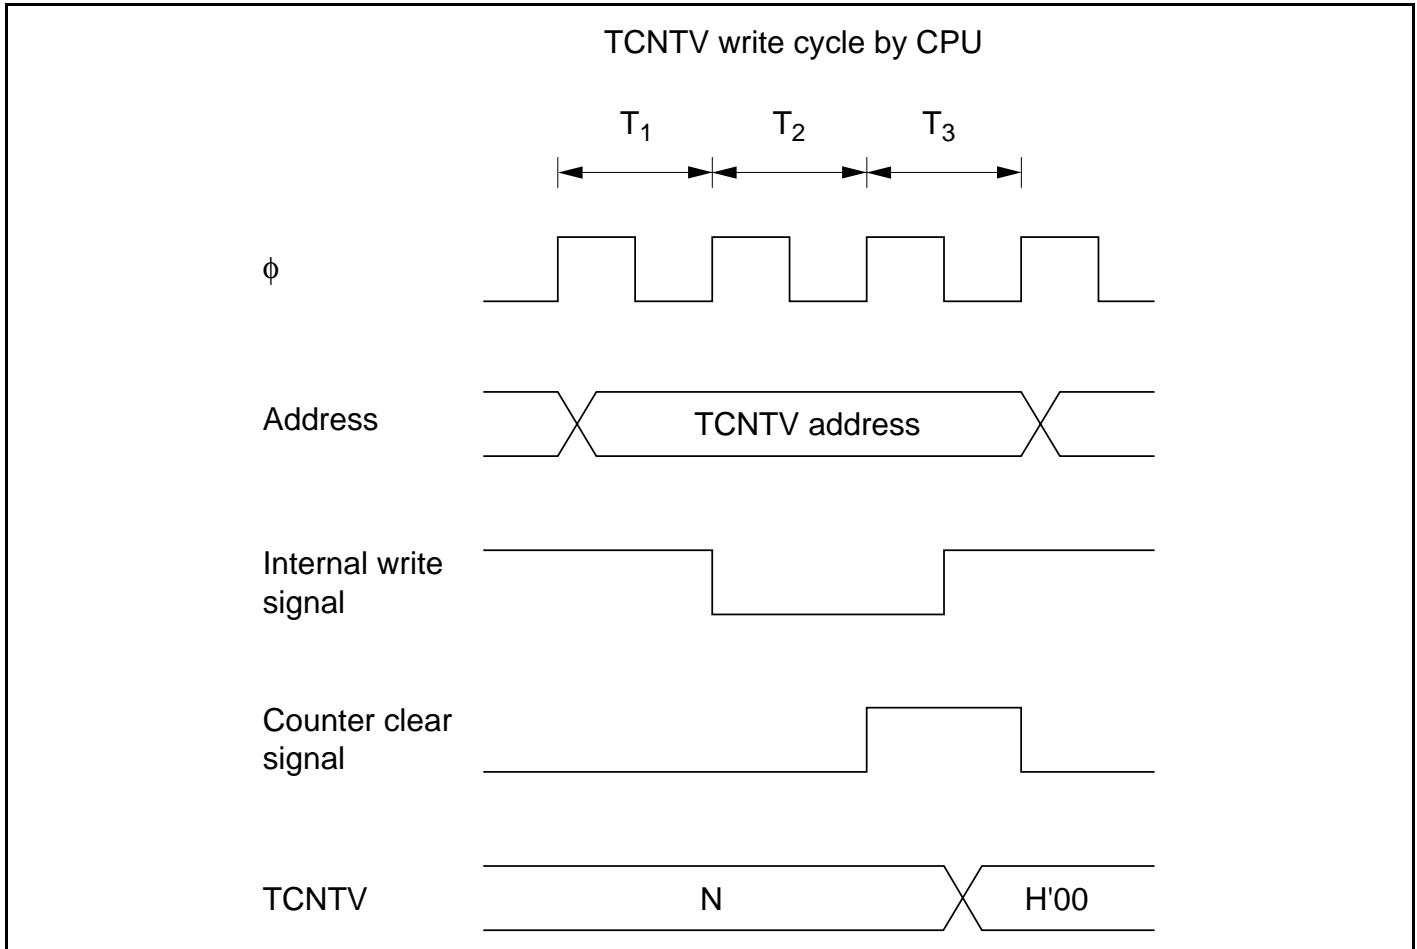 TCNTV write cycle by CPU
T1 T2 T3
ϕ
Address
TCNTV address
Internal write
signal
Counter clear
signal
TCNTV
N
H'00